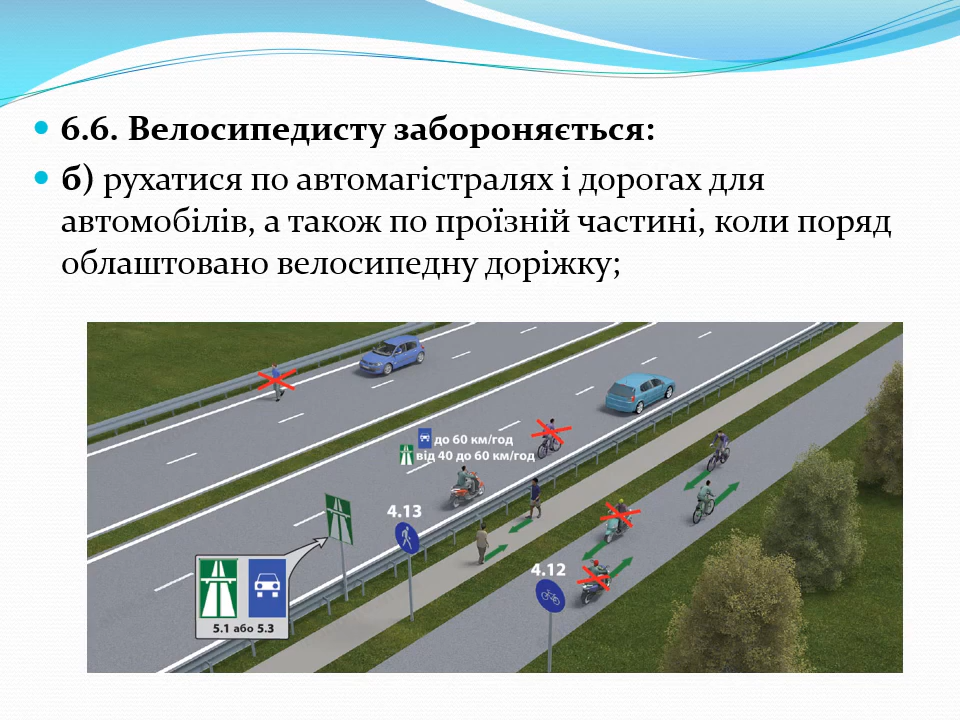 6.6. Велосипедисту забороняється:
б) рухатися по автомагістралях і дорогах для
автомобілів, а також по проїзній частині, коли поряд
облаштовано велосипедну доріжку;
до 60 км/год
від 40 до 60 км/год
4.13
4.12
5.1 або 5.3